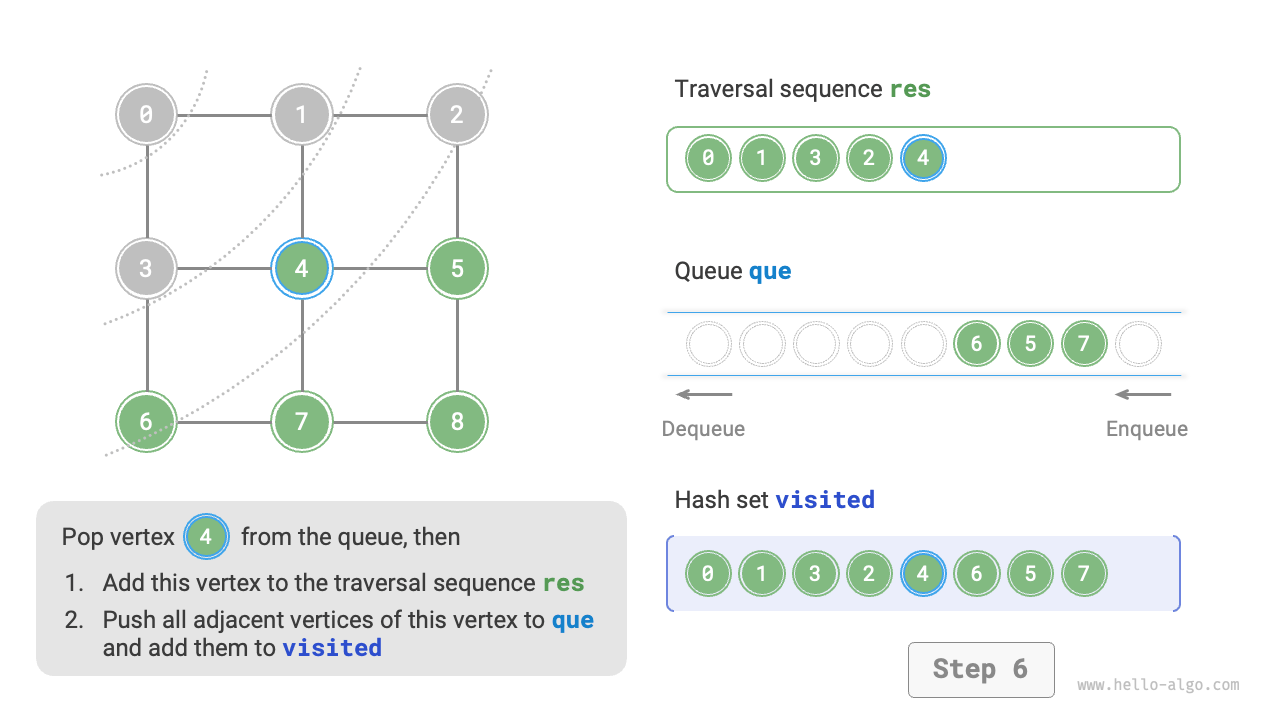 0 1 2
3 4 5
6 7 8
Pop vertex 4 from the queue, then
1. Add this vertex to the traversal sequence res
2. Push all adjacent vertices of this vertex to que
and add them to visited
Traversal sequence res
0 1 3 2 4
Queue que
6 5 7
Dequeue Enqueue
Hash set visited
0 1 3 2 4 6 5 7
Step 6
www.hello-algo.com